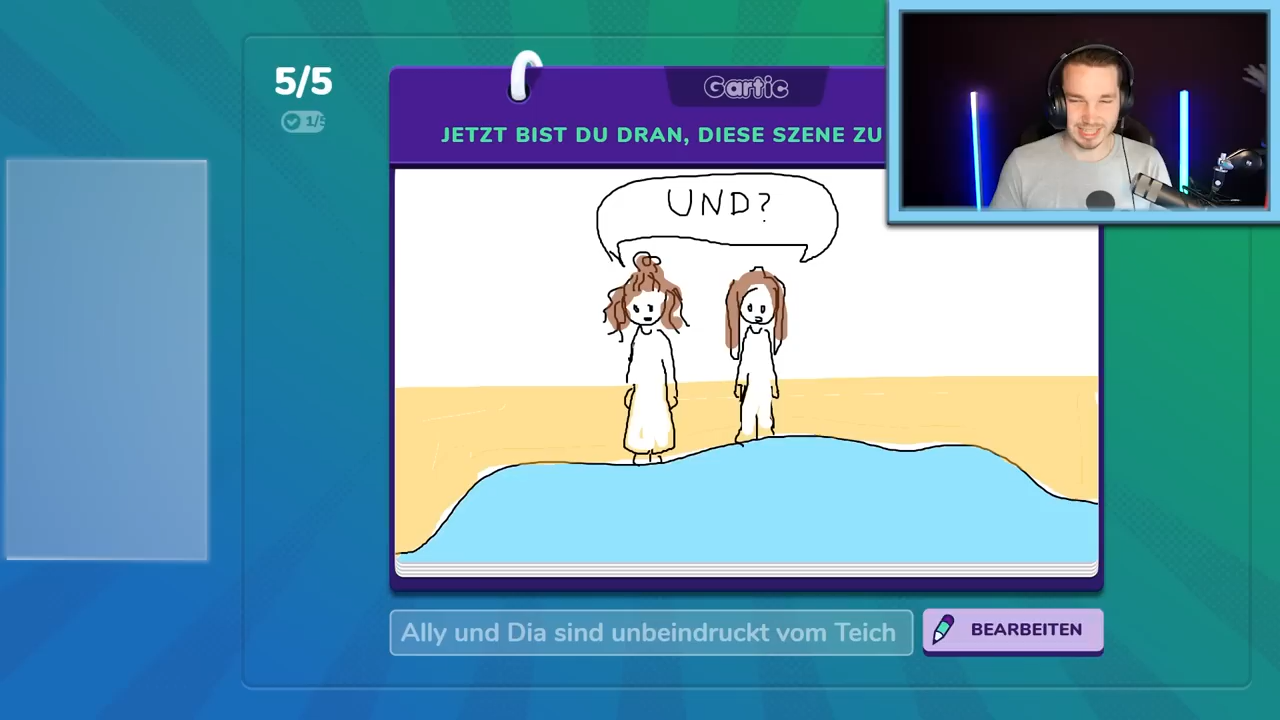 5/5
1/5
Gartic
JETZT BIST DU DRAN, DIESE SZENE ZU
UND?
Ally und Dia sind unbeindruckt vom Teich
BEARBEITEN